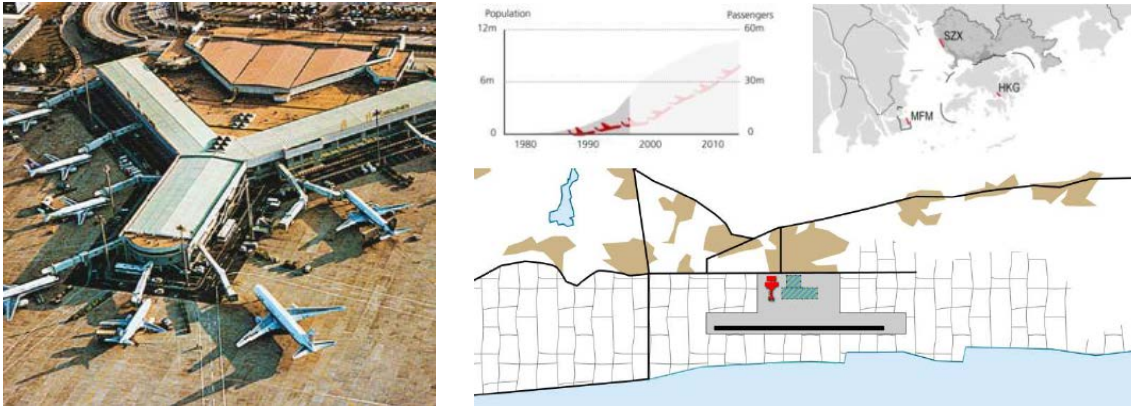 Population
Passengers
12m
60m
6m
30m
0
0
1980
1990
2000
2010
SZX
HKG
MFM